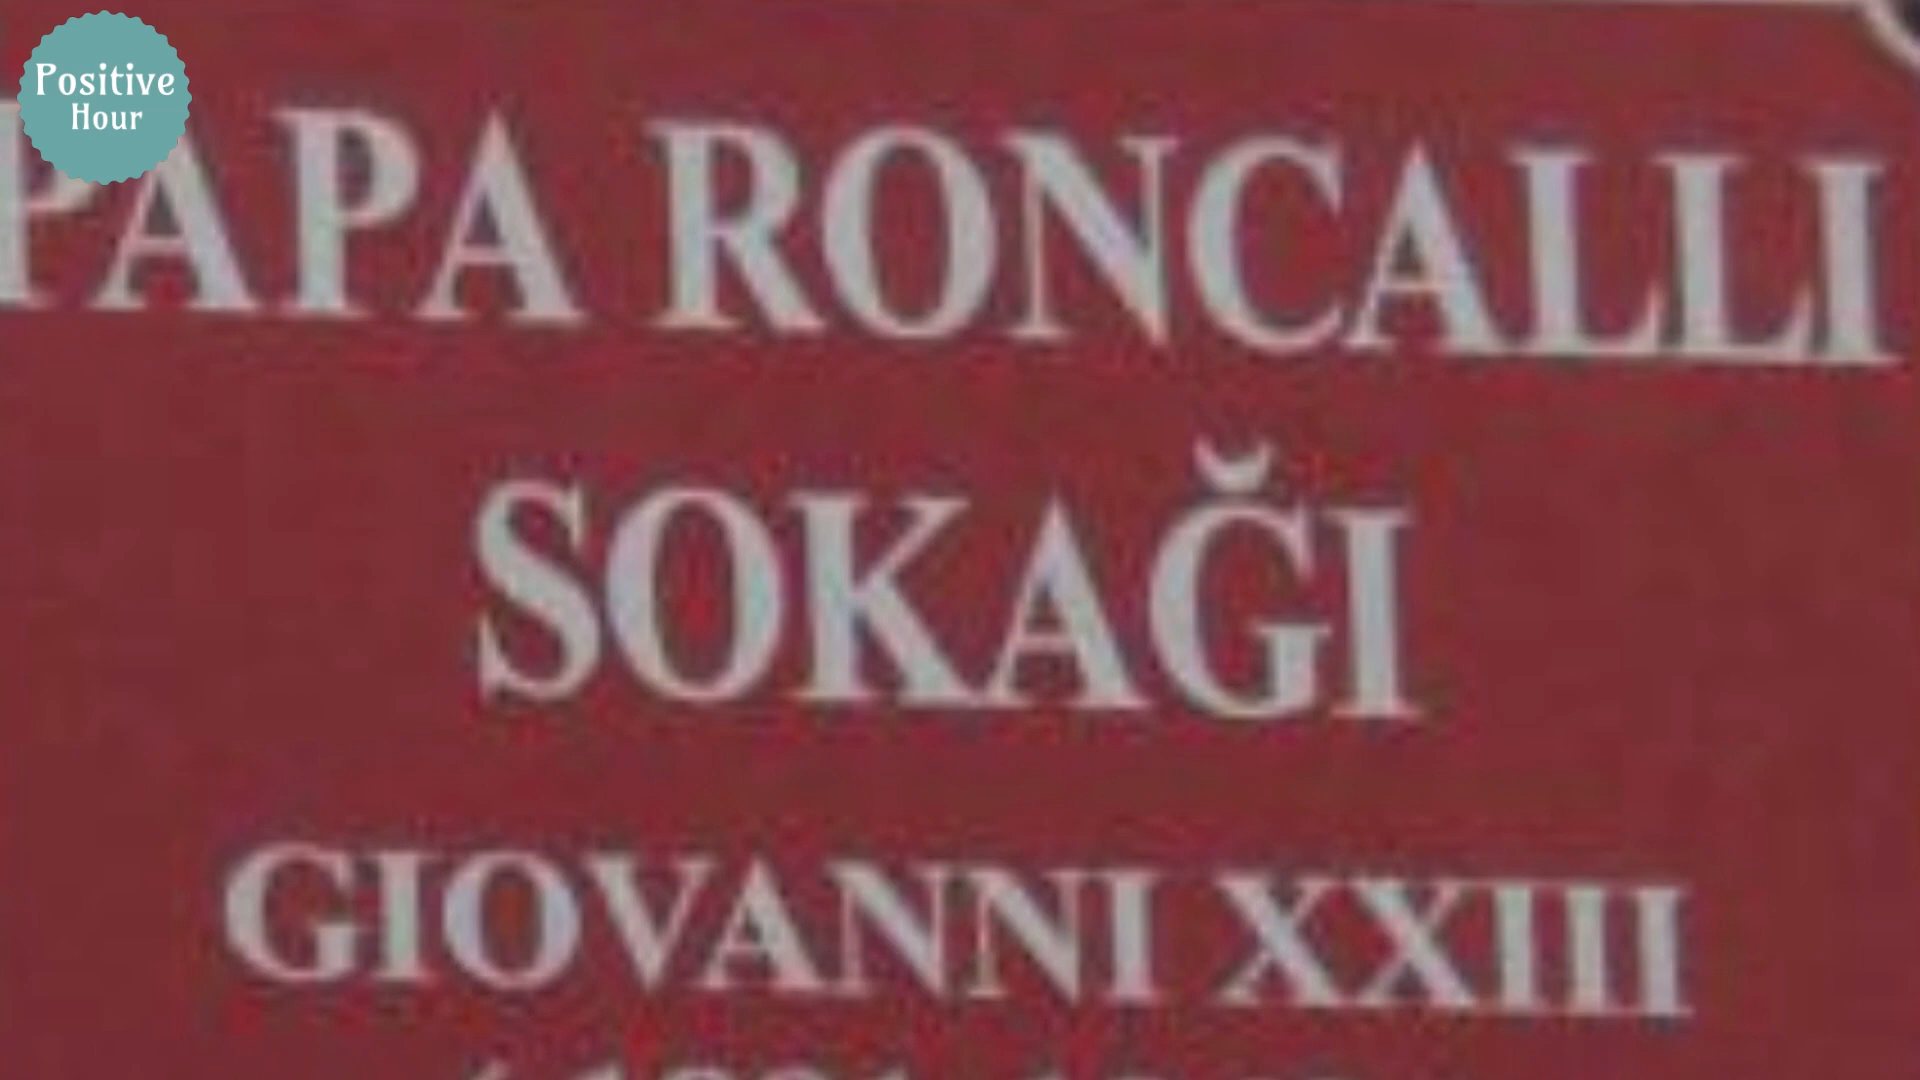 Positive
Hour
PAPA RONCALLI
SOKAĞI
GIOVANNI XXIII